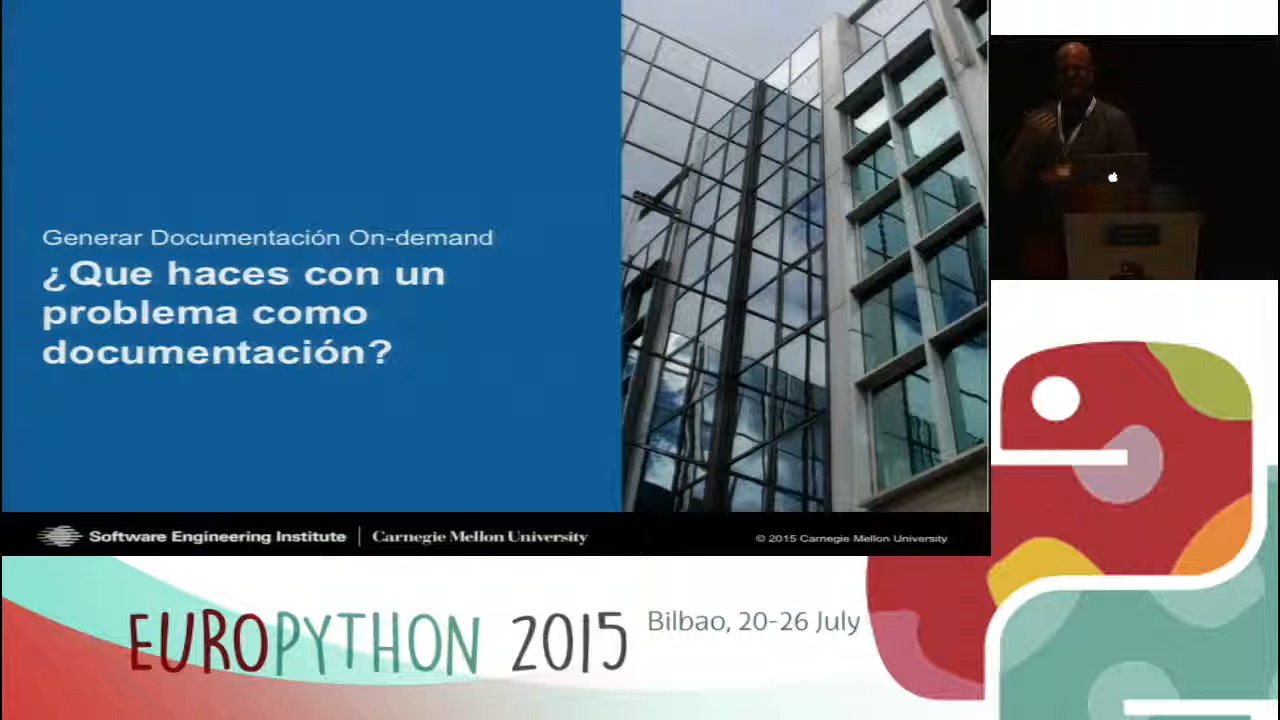 Generar Documentación On-demand
¿Que haces con un
problema como
documentación?
Software Engineering Institute | Carnegie Mellon University
© 2015 Carnegie Mellon University
EUROPYTHON 2015
Bilbao, 20-26 July